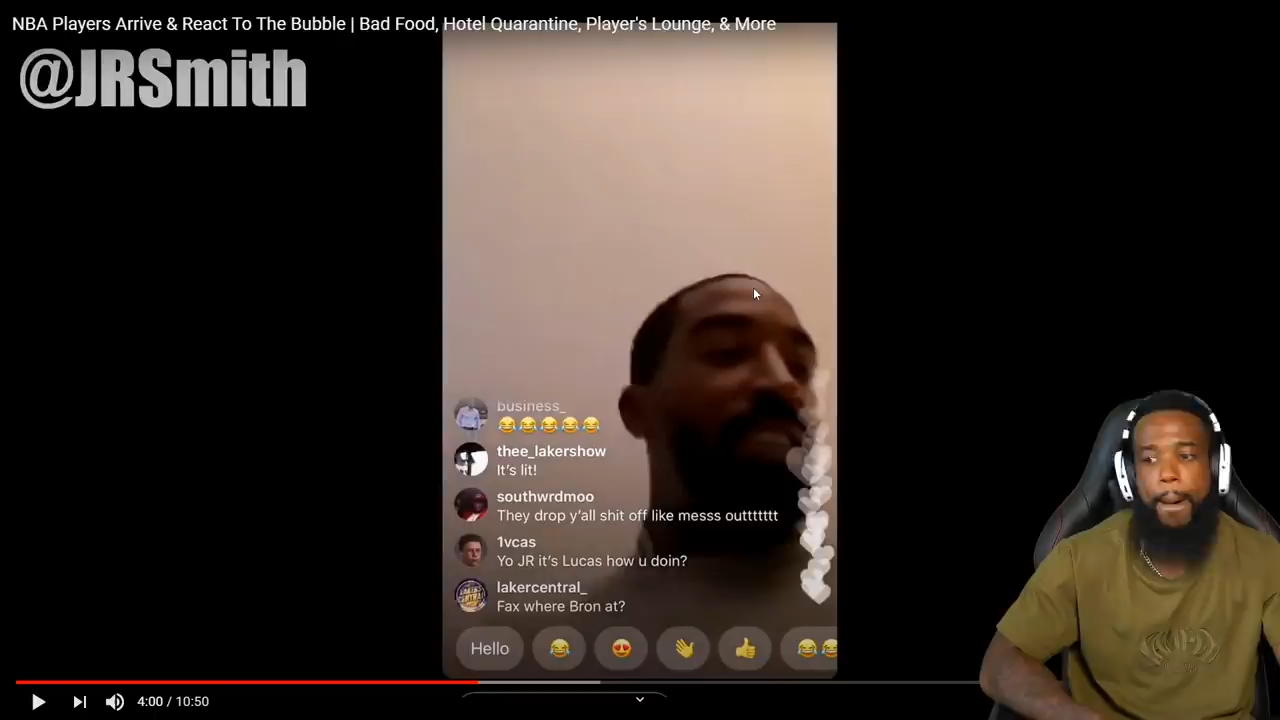 NBA Players Arrive & React To The Bubble | Bad Food, Hotel Quarantine, Player's Lounge, & More
@JRSmith
business_
😂😂😂😂😂
thee_lakershow
It's lit!
southwrdmoo
They drop y'all shit off like messs outttttt
1vcas
Yo JR it's Lucas how u doin?
lakercentral_
Fax where Bron at?
Hello
4:00 / 10:50